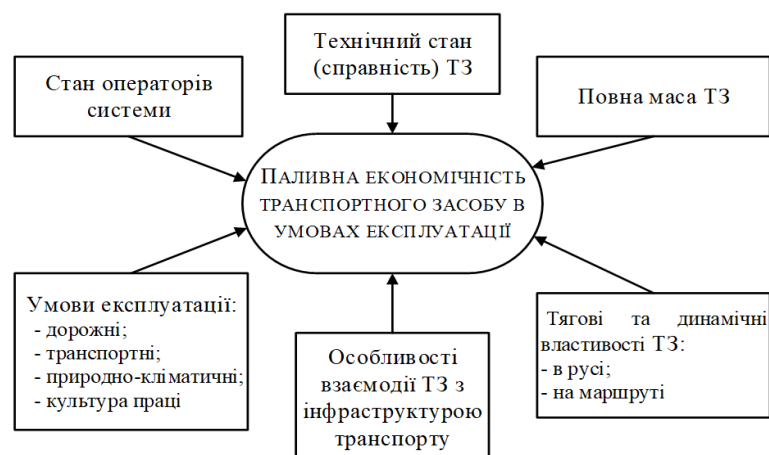 Технічний стан
(справність) ТЗ
Стан операторів
системи
Повна маса ТЗ
ПАЛИВНА ЕКОНОМІЧНІСТЬ
ТРАНСПОРТНОГО ЗАСОБУ В
УМОВАХ ЕКСПЛУАТАЦІЇ
Умови експлуатації:
- дорожні;
- транспортні;
- природно-кліматичні;
- культура праці
Особливості
взаємодії ТЗ з
інфраструктурою
транспорту
Тягові та динамічні
властивості ТЗ:
- в русі;
- на маршруті